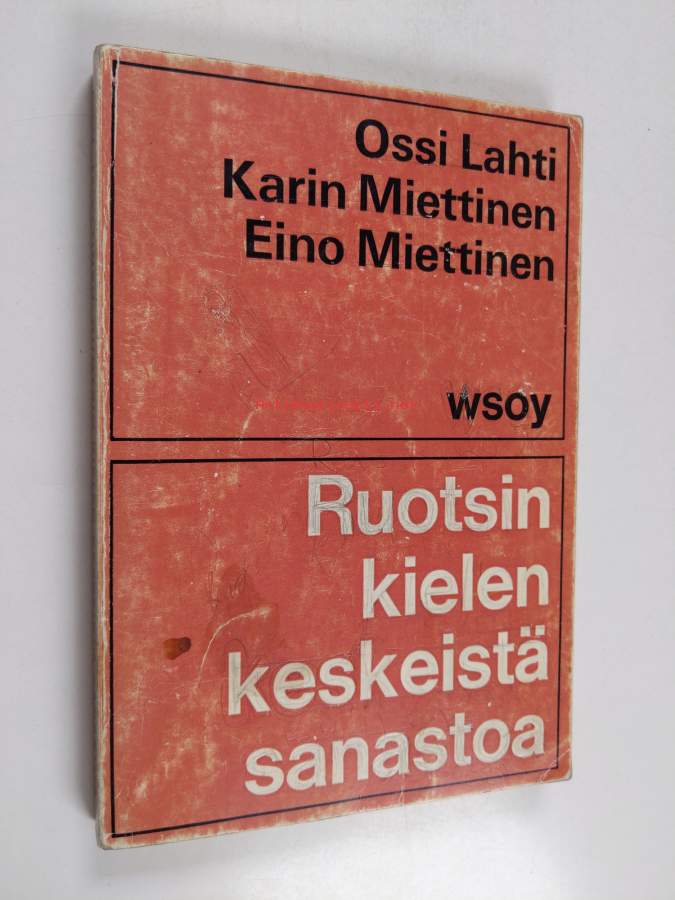 Ossi Lahti
Karin Miettinen
Eino Miettinen
wsoy
Ruotsin
kielen
keskeistä
sanastoa